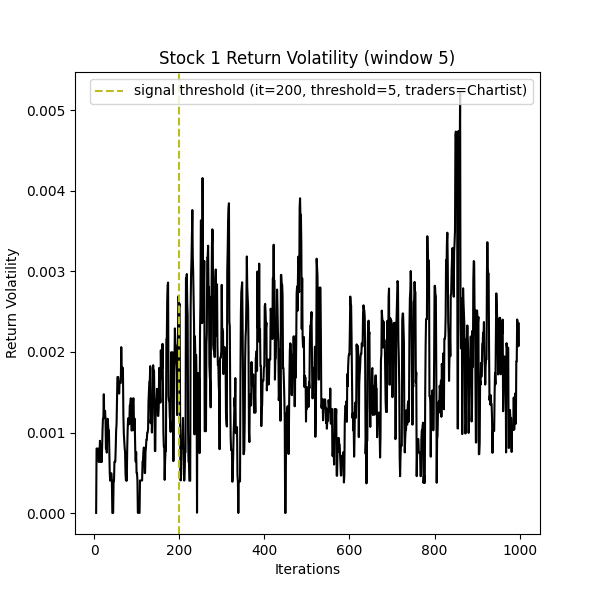 Stock 1 Return Volatility (window 5)
signal threshold (it=200, threshold=5, traders=Chartist)
0.005
0.004
0.003
0.002
0.001
0.000
Return Volatility
0 200 400 600 800 1000
Iterations